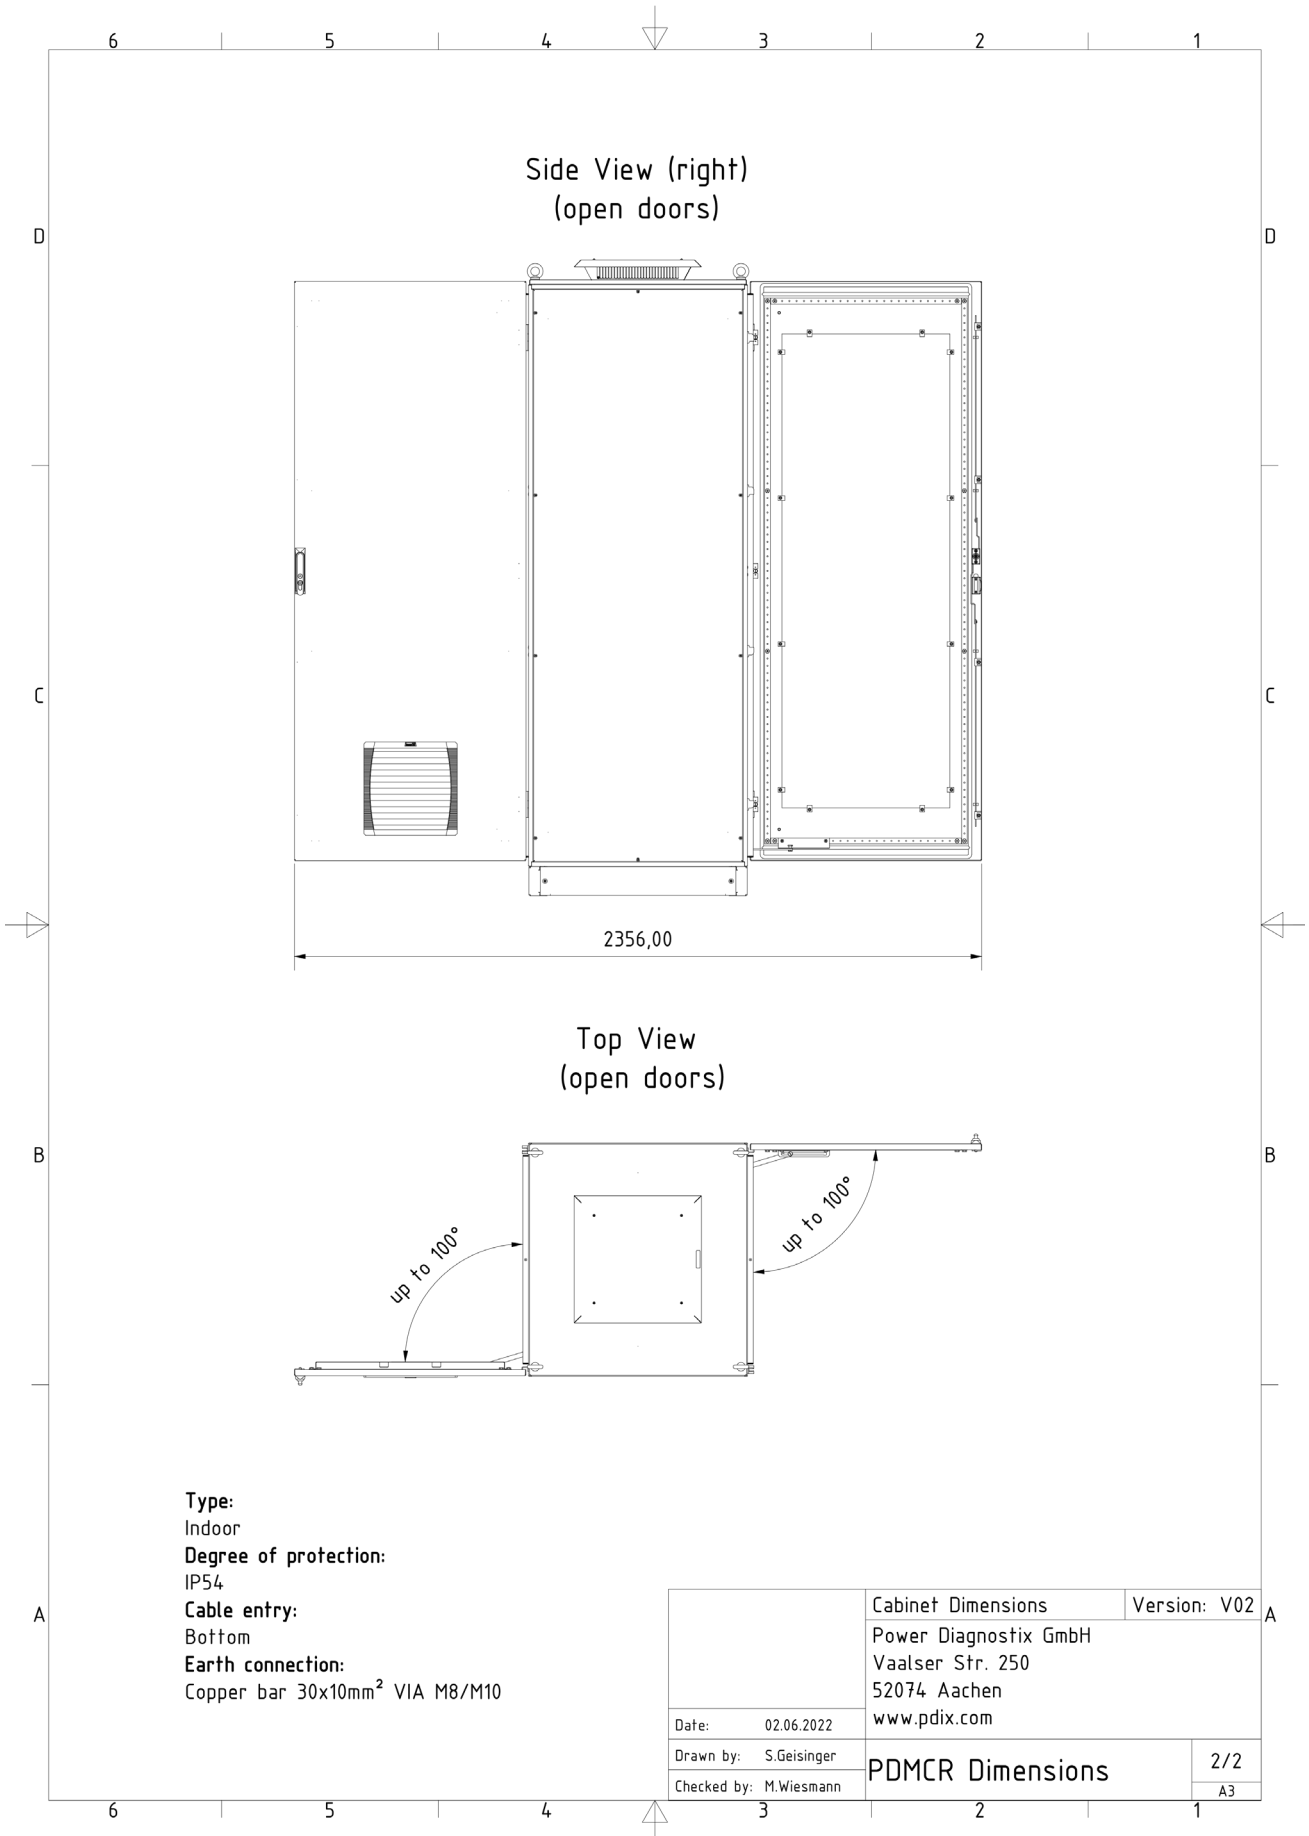 6 5 4 3 2 1
Side View (right)
(open doors)
D D
C C
2356,00
Top View
(open doors)
B B
up to 100°
up to 100°
Type:
Indoor
Degree of protection:
IP54
Cable entry:
Bottom
Earth connection:
Copper bar 30x10mm² VIA M8/M10
A A
Cabinet Dimensions Version: V02
Power Diagnostix GmbH
Vaalser Str. 250
52074 Aachen
www.pdix.com
Date: 02.06.2022
Drawn by: S.Geisinger
Checked by: M.Wiesmann
PDMCR Dimensions 2/2
A3
6 5 4 3 2 1